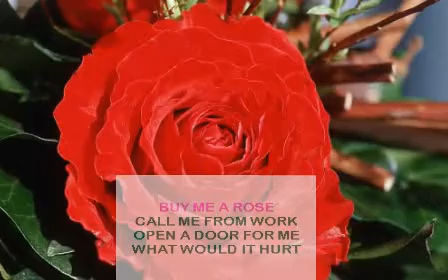 BUY ME A ROSE
CALL ME FROM WORK
OPEN A DOOR FOR ME
WHAT WOULD IT HURT